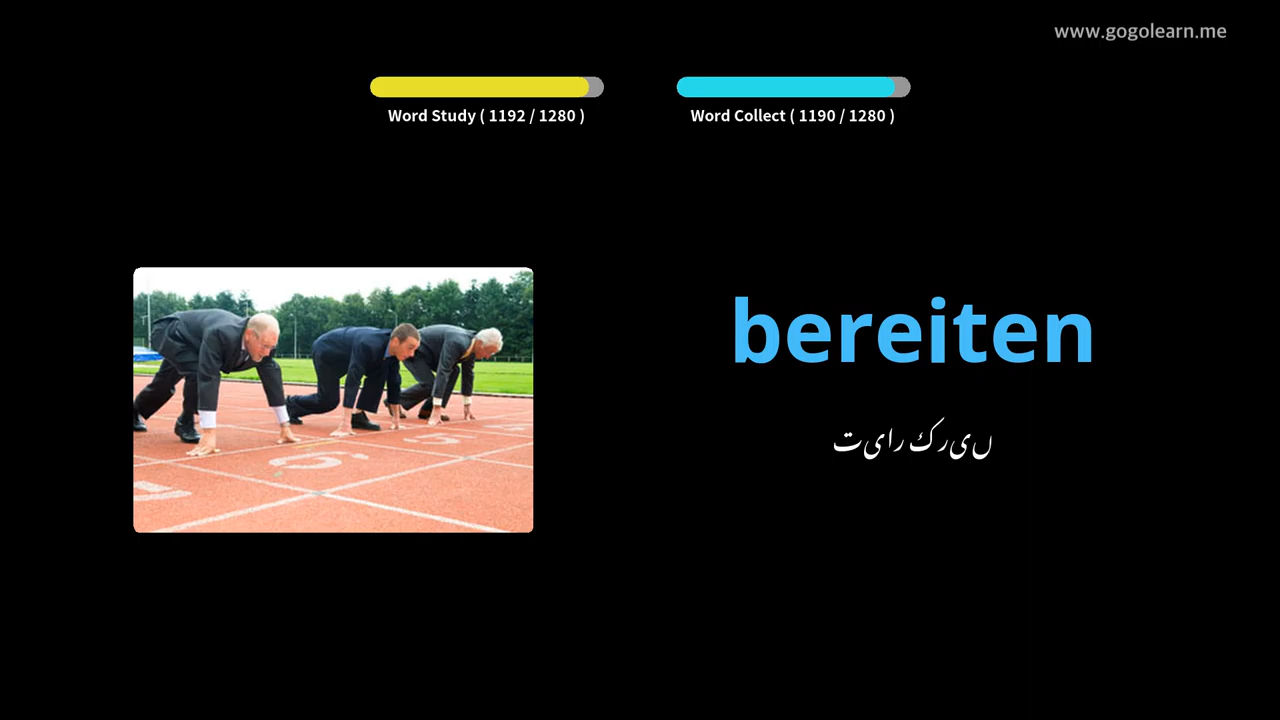 www.gogolearn.me
Word Study ( 1192 / 1280 )
Word Collect ( 1190 / 1280 )
bereiten
تیار کریں